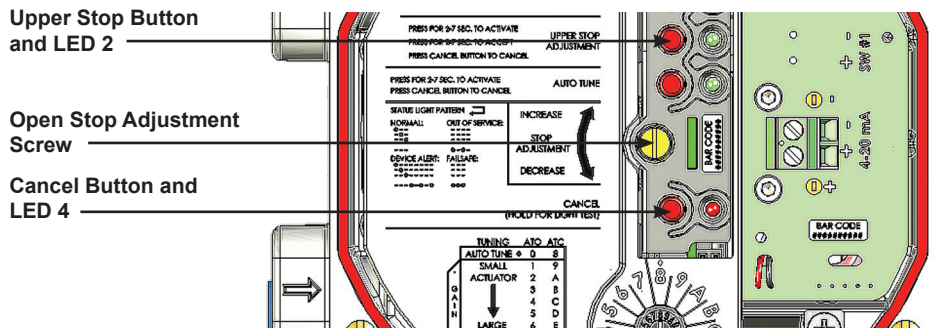 Upper Stop Button
and LED 2
Open Stop Adjustment
Screw
Cancel Button and
LED 4
PRESS FOR 2-7 SEC. TO ACTIVATE
PRESS FOR 2-7 SEC. TO ACCEPT
PRESS CANCEL BUTTON TO CANCEL
UPPER STOP
ADJUSTMENT
PRESS FOR 2-7 SEC. TO ACTIVATE
PRESS CANCEL BUTTON TO CANCEL
AUTO TUNE
STATUS LIGHT PATTERN
NORMAL: OUT OF SERVICE:
DEVICE ALERT: FAILSAFE:
INCREASE
STOP
ADJUSTMENT
DECREASE
CANCEL
(HOLD FOR LIGHT TEST)
TUNING ATO ATC
AUTO TUNE 0 8
SMALL 1 9
ACTUATOR 2 A
3 B
4 C
5 D
LARGE 6 E
GAIN
BAR CODE
##########
SW #1
- +
4-20 mA
- +
BAR CODE
##########
5 6 7 8 9 A B